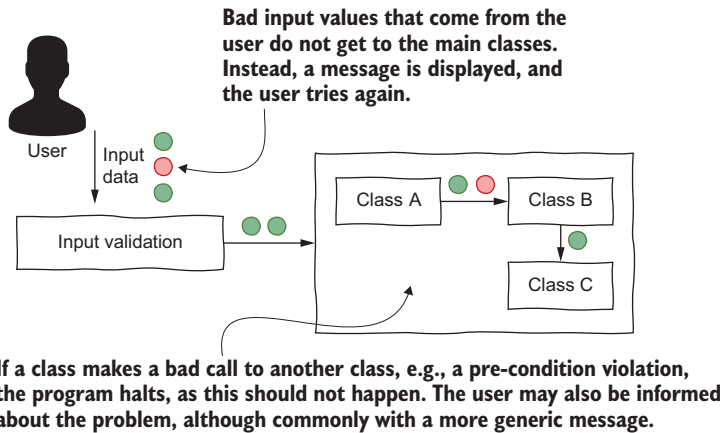 Bad input values that come from the
user do not get to the main classes.
Instead, a message is displayed, and
the user tries again.
User
Input
data
Input validation
Class A
Class B
Class C
If a class makes a bad call to another class, e.g., a pre-condition violation,
the program halts, as this should not happen. The user may also be informed
about the problem, although commonly with a more generic message.